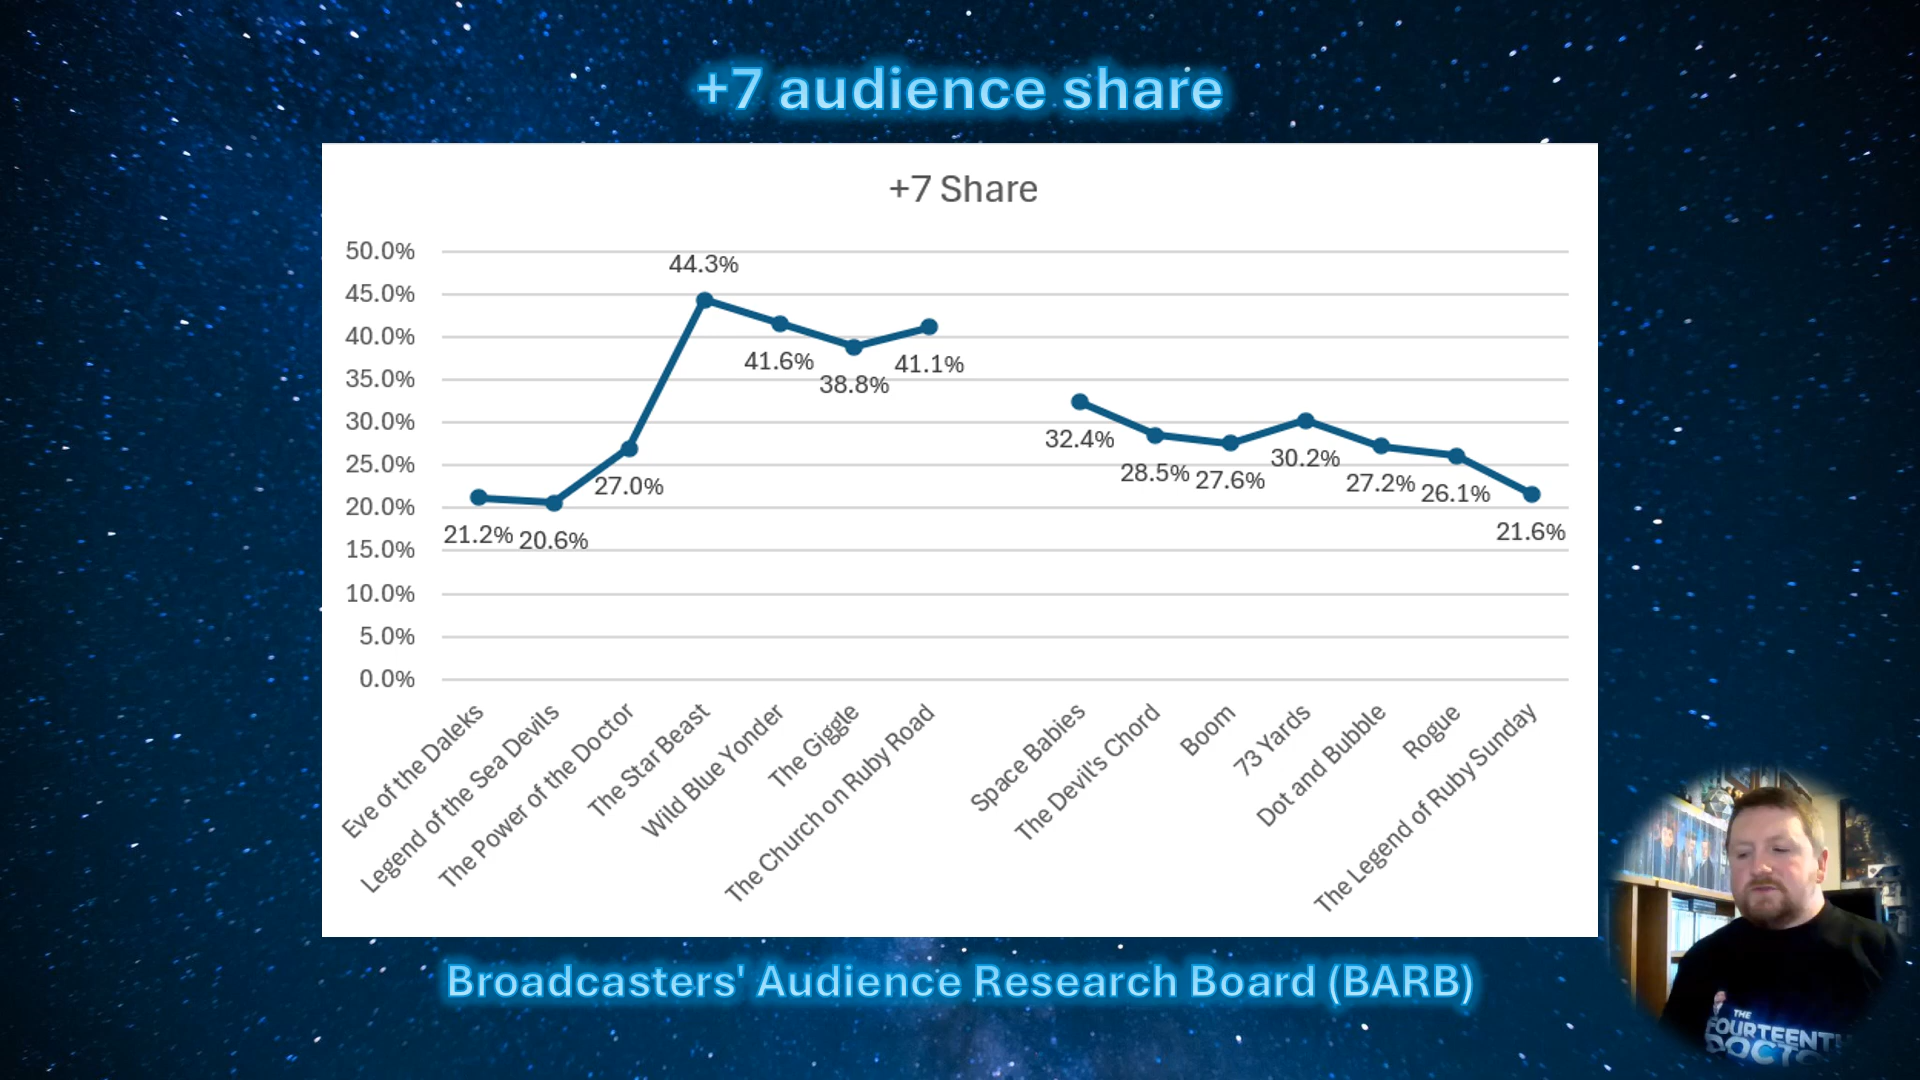 +7 audience share
+7 Share
50.0%
45.0%
40.0%
35.0%
30.0%
25.0%
20.0%
15.0%
10.0%
5.0%
0.0%
21.2%
20.6%
27.0%
44.3%
41.6%
38.8%
41.1%
32.4%
28.5%
27.6%
30.2%
27.2%
26.1%
21.6%
Eve of the Daleks
Legend of the Sea Devils
The Power of the Doctor
The Star Beast
Wild Blue Yonder
The Giggle
The Church on Ruby Road
Space Babies
The Devil's Chord
Boom
73 Yards
Dot and Bubble
Rogue
The Legend of Ruby Sunday
Broadcasters' Audience Research Board (BARB)
THE
FOURTEENTH
DOCTO